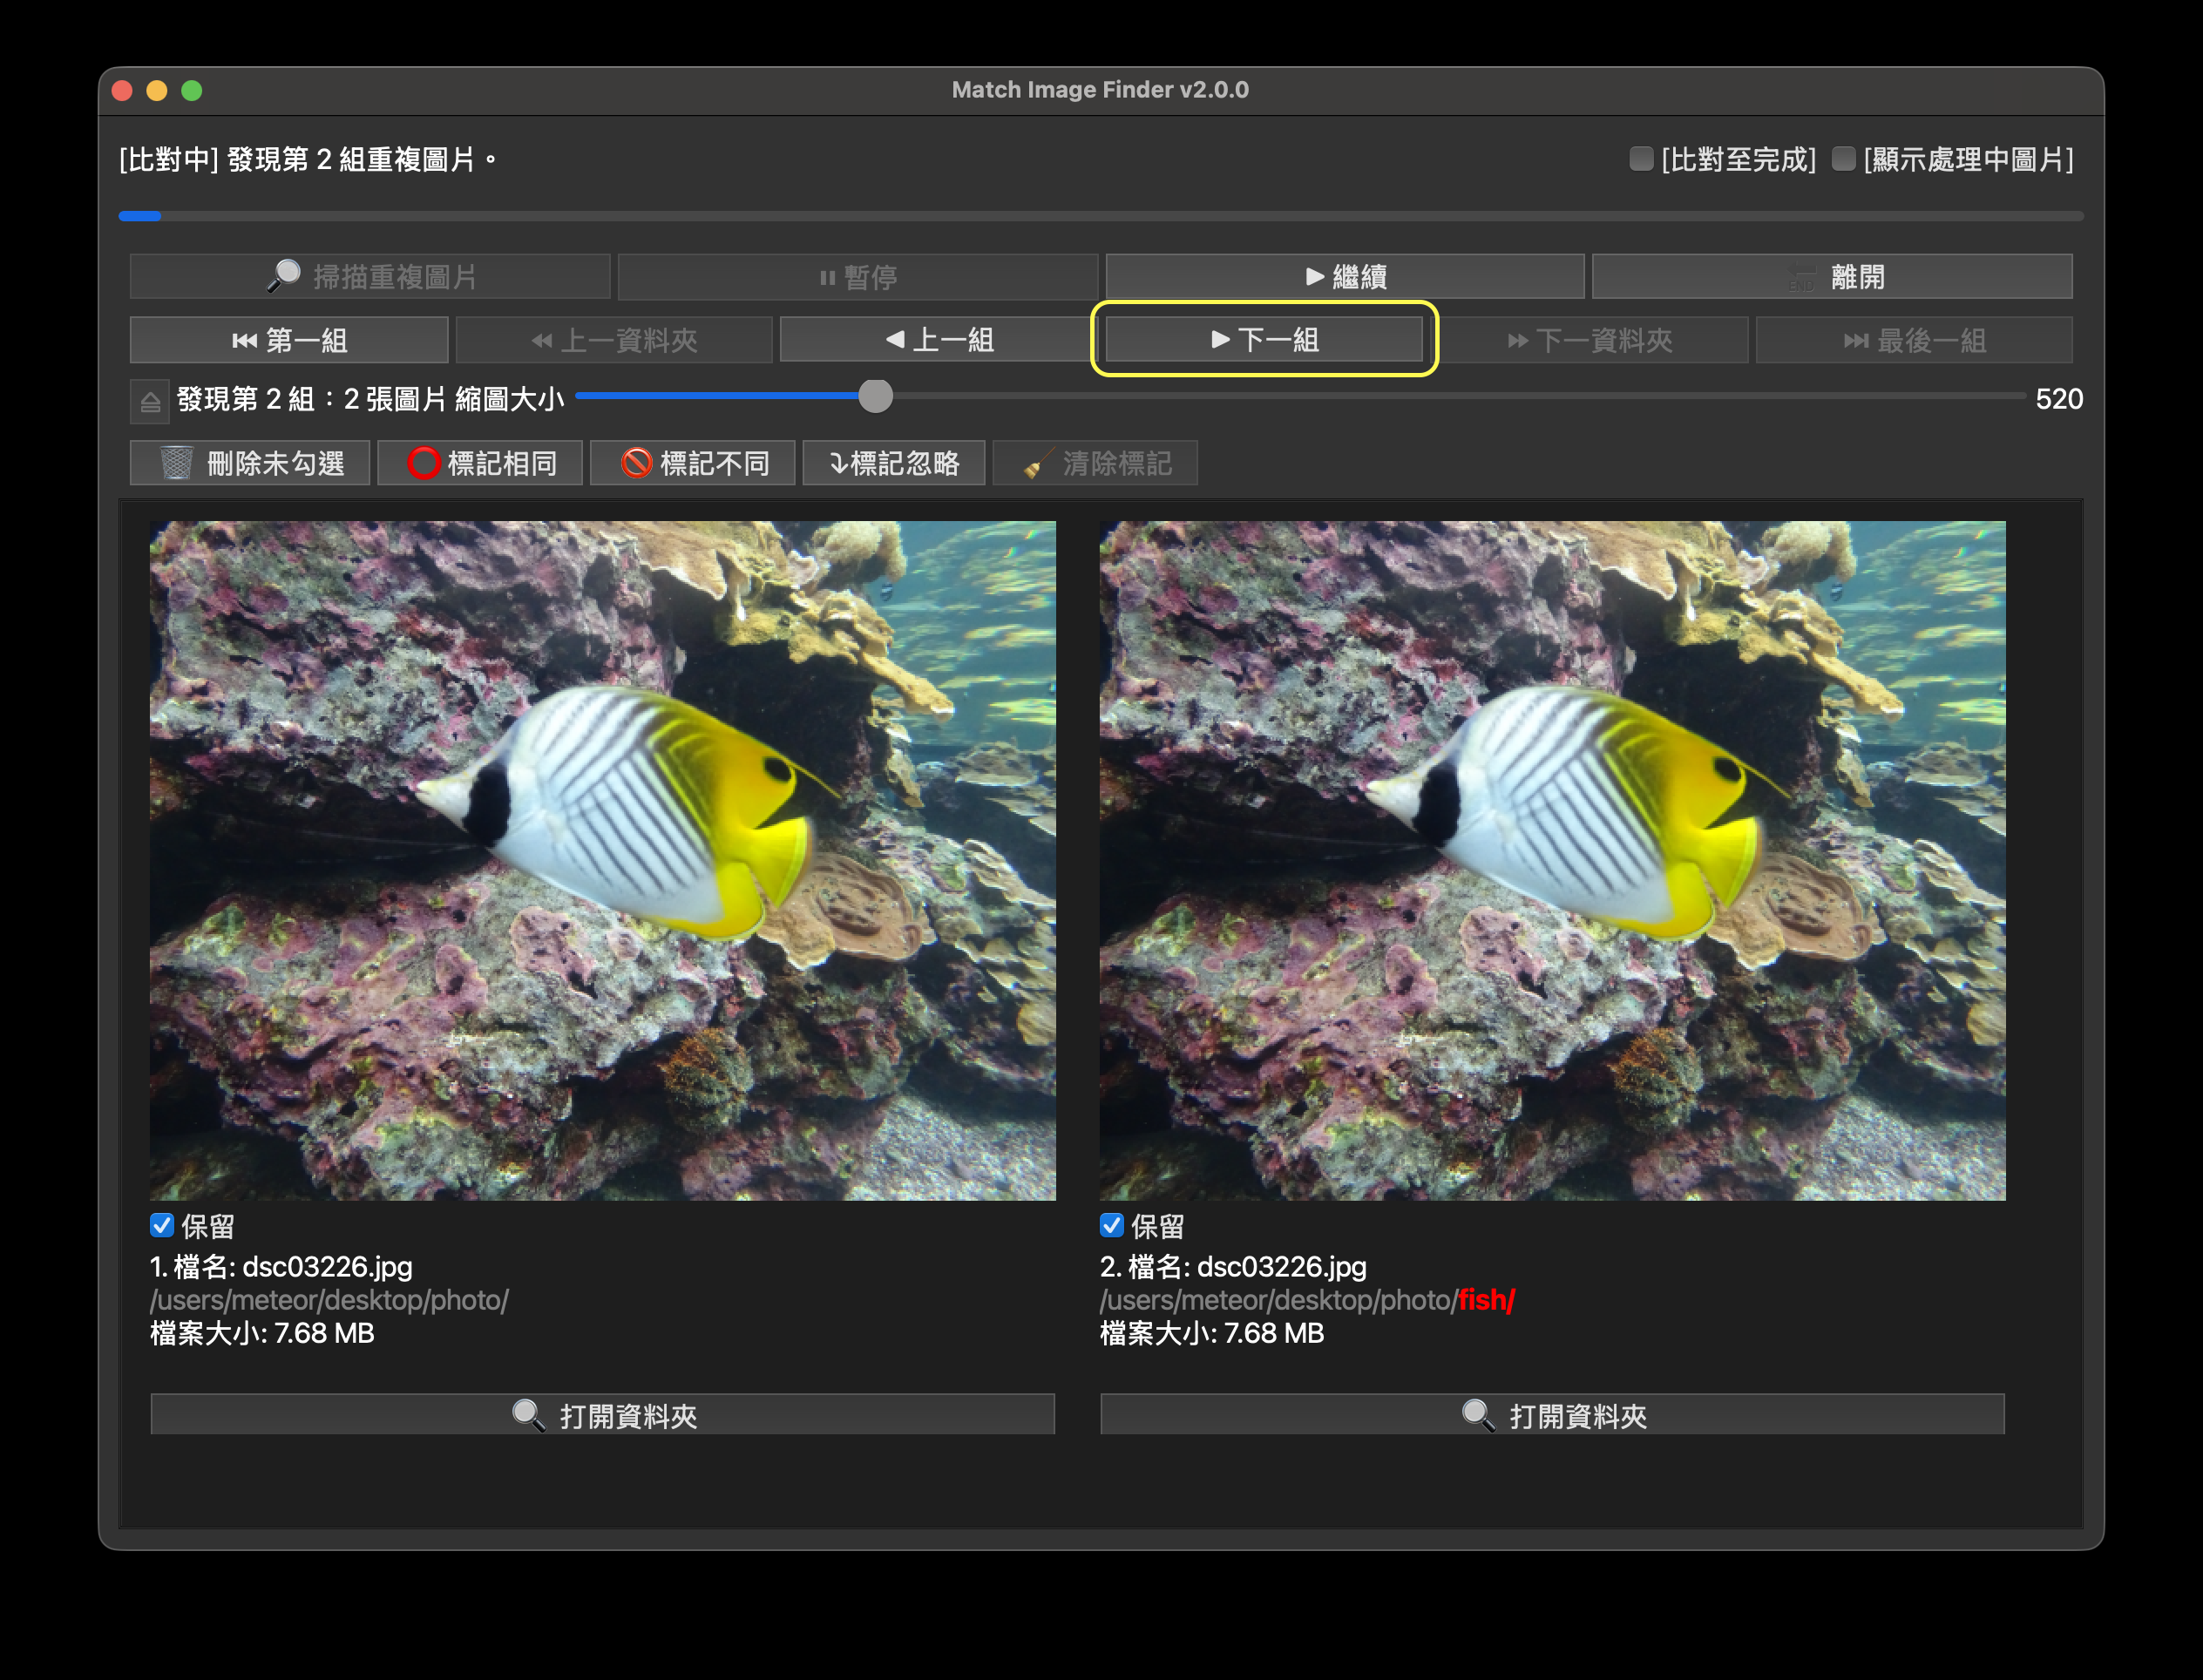 Match Image Finder v2.0.0
[比對中] 發現第 2 組重複圖片。 [比對至完成] [顯示處理中圖片]
掃描重複圖片 暫停 繼續 END 離開
第一組 上一資料夾 上一組 下一組 下一資料夾 最後一組
發現第 2 組：2 張圖片 縮圖大小 520
刪除未勾選 標記相同 標記不同 標記忽略 清除標記
保留 保留
1. 檔名: dsc03226.jpg 2. 檔名: dsc03226.jpg
/users/meteor/desktop/photo/ /users/meteor/desktop/photo/fish/
檔案大小: 7.68 MB 檔案大小: 7.68 MB
打開資料夾 打開資料夾